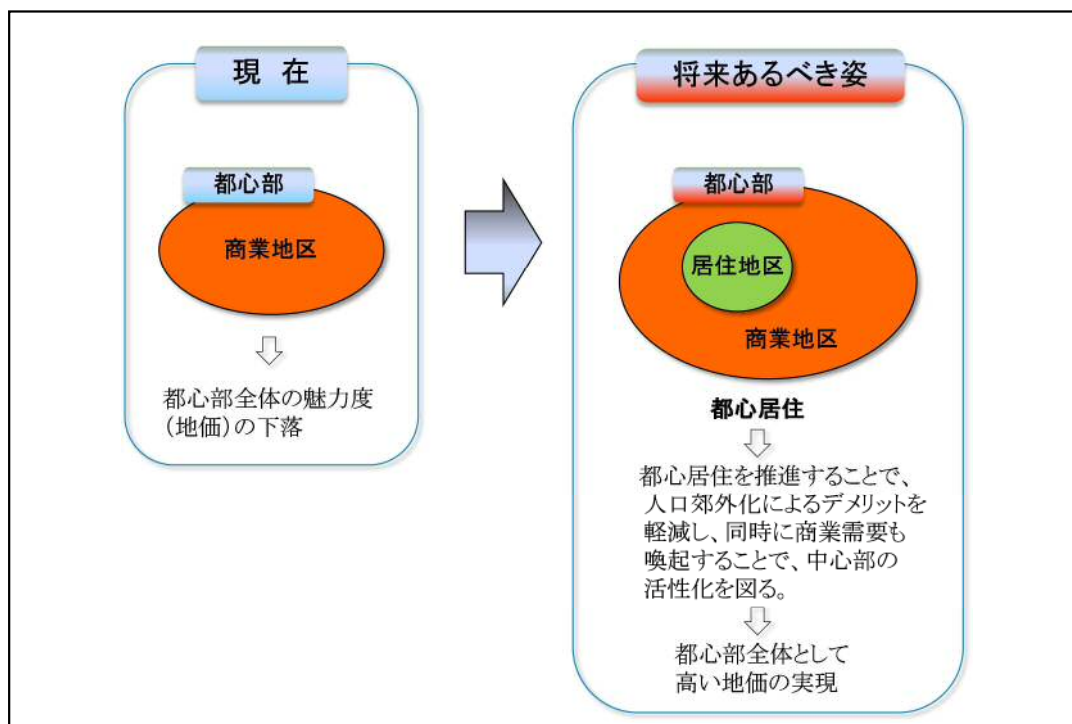 現 在
都心部
商業地区
都心部全体の魅力度
(地価)の下落
将来あるべき姿
都心部
居住地区
商業地区
都心居住
都心居住を推進することで、
人口郊外化によるデメリットを
軽減し、同時に商業需要も
喚起することで、中心部の
活性化を図る。
都心部全体として
高い地価の実現